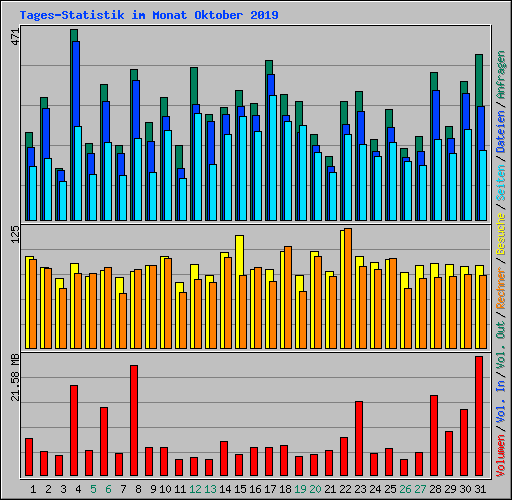 Tages-Statistik im Monat Oktober 2019
471
125
21.58 MB
Volumen / Vol. In / Vol. Out / Rechner / Besuche / Seiten / Dateien / Anfragen
1 2 3 4 5 6 7 8 9 10 11 12 13 14 15 16 17 18 19 20 21 22 23 24 25 26 27 28 29 30 31